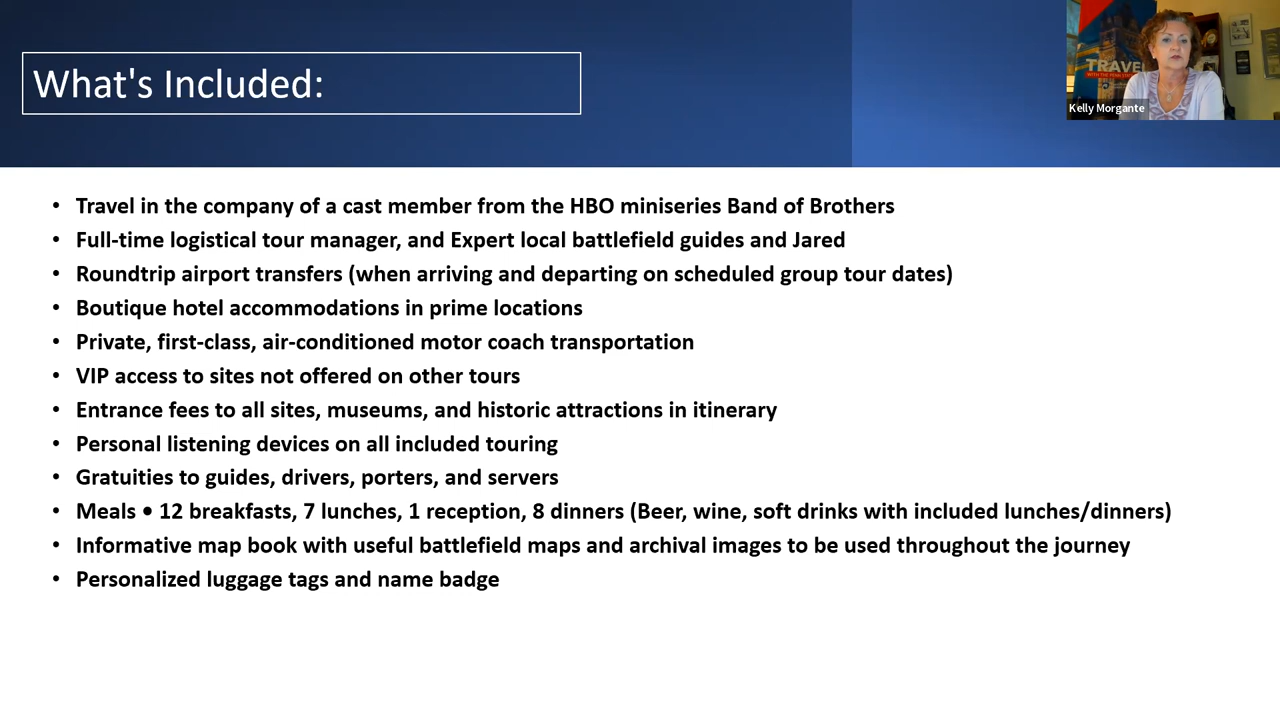 What's Included:
TRAVEL
Kelly Morgante
• Travel in the company of a cast member from the HBO miniseries Band of Brothers
• Full-time logistical tour manager, and Expert local battlefield guides and Jared
• Roundtrip airport transfers (when arriving and departing on scheduled group tour dates)
• Boutique hotel accommodations in prime locations
• Private, first-class, air-conditioned motor coach transportation
• VIP access to sites not offered on other tours
• Entrance fees to all sites, museums, and historic attractions in itinerary
• Personal listening devices on all included touring
• Gratuities to guides, drivers, porters, and servers
• Meals • 12 breakfasts, 7 lunches, 1 reception, 8 dinners (Beer, wine, soft drinks with included lunches/dinners)
• Informative map book with useful battlefield maps and archival images to be used throughout the journey
• Personalized luggage tags and name badge